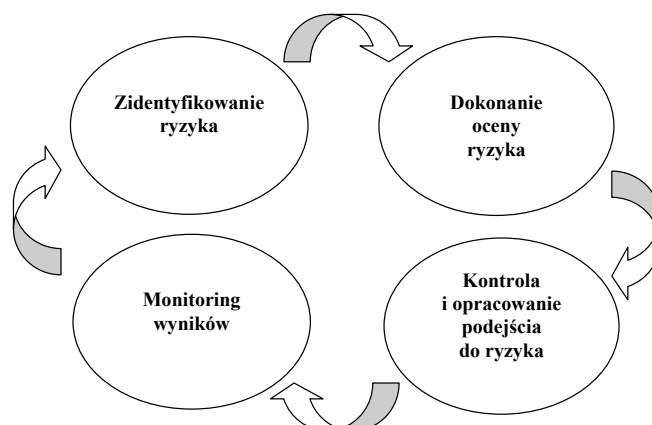 Zidentyfikowanie
ryzyka
Dokonanie
oceny
ryzyka
Monitoring
wyników
Kontrola
i opracowanie
podejścia
do ryzyka